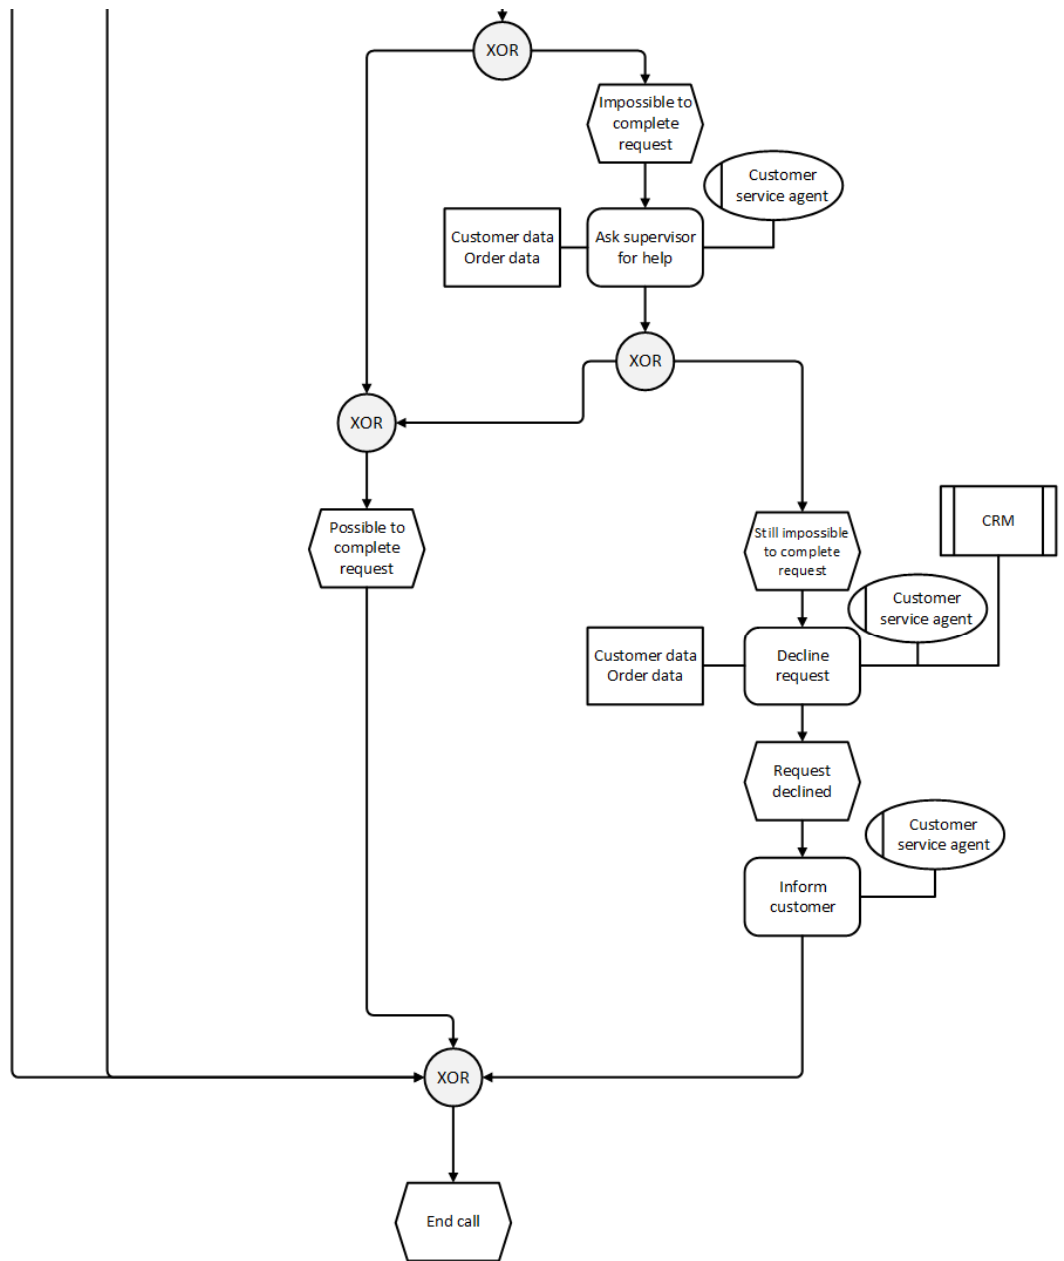 XOR
Impossible to
complete
request
Customer
service agent
Customer data
Order data
Ask supervisor
for help
XOR
XOR
Possible to
complete
request
Still impossible
to complete
request
CRM
Customer
service agent
Customer data
Order data
Decline
request
Request
declined
Customer
service agent
Inform
customer
XOR
End call